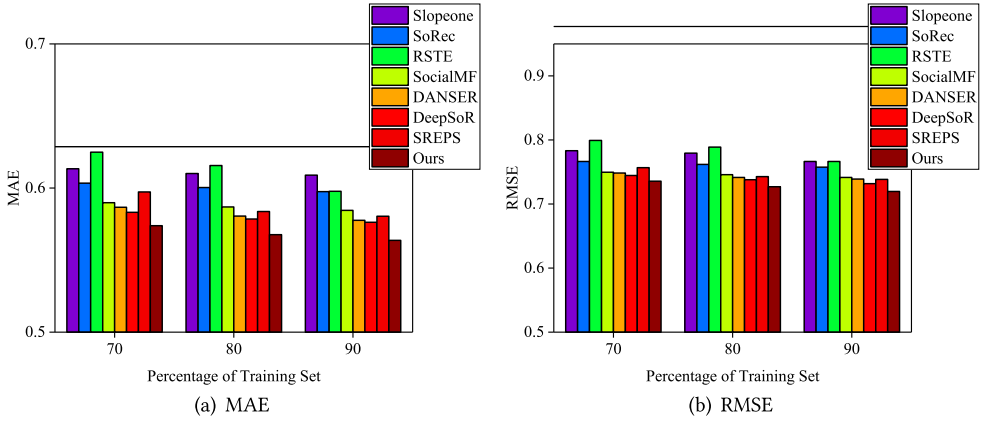 Slopeone
SoRec
RSTE
SocialMF
DANSER
DeepSoR
SREPS
Ours
0.7
0.6
0.5
MAE
70 80 90
Percentage of Training Set
(a) MAE
Slopeone
SoRec
RSTE
SocialMF
DANSER
DeepSoR
SREPS
Ours
0.9
0.8
0.7
0.6
0.5
RMSE
70 80 90
Percentage of Training Set
(b) RMSE